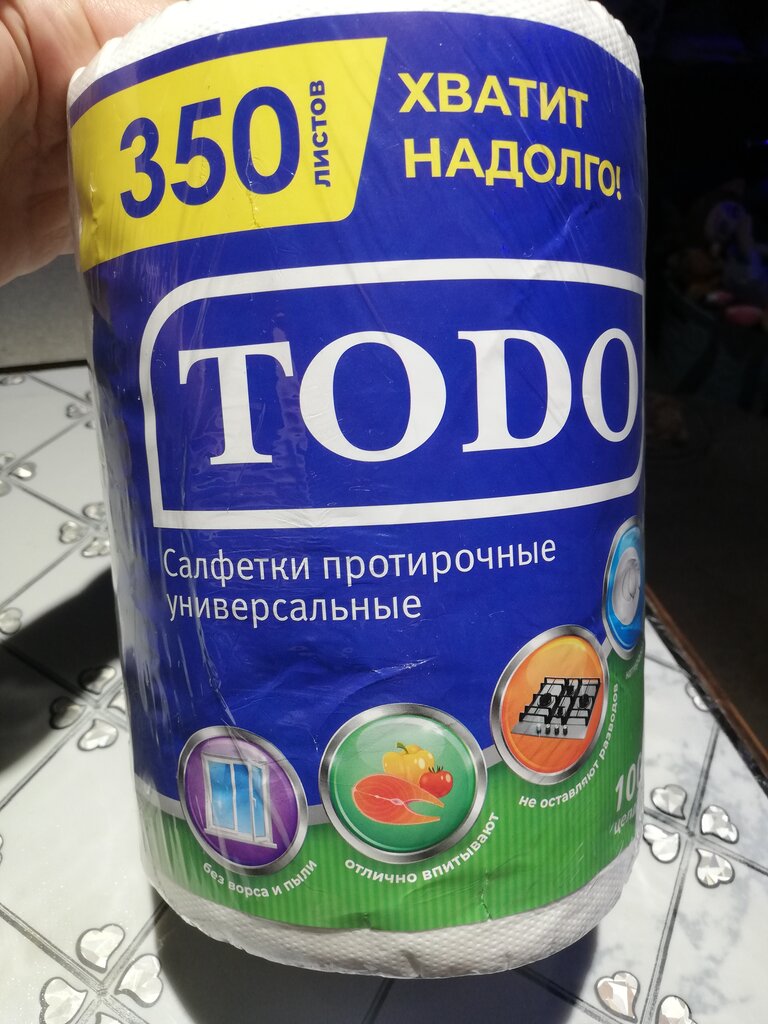 350
ЛИСТОВ
ХВАТИТ
НАДОЛГО!
TODO
Салфетки протирочные
универсальные
без ворса и пыли
отлично впитывают
не оставляют разводов